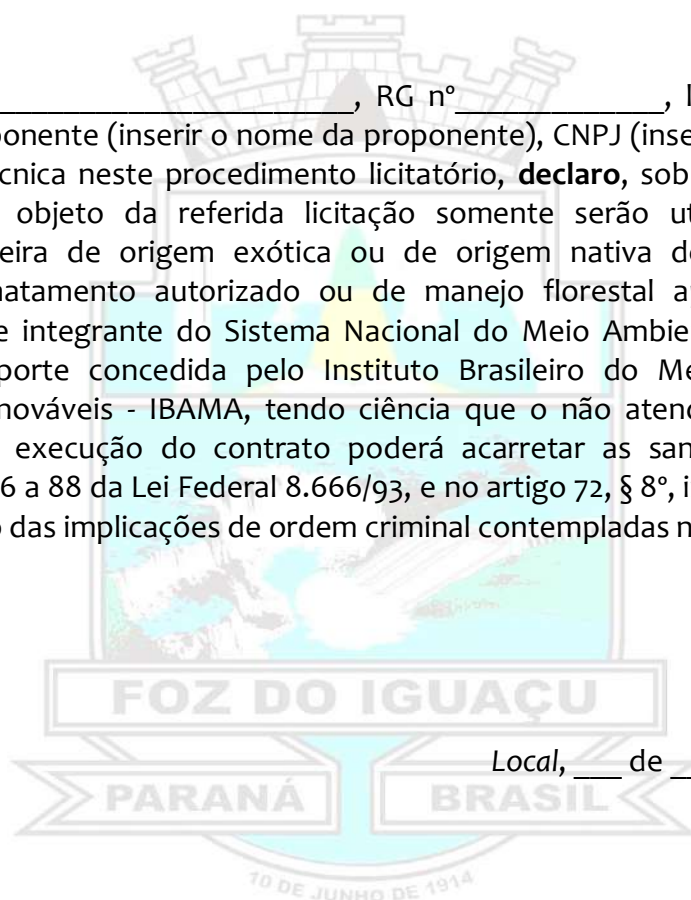 ____________________, RG nº____________,
ponente (inserir o nome da proponente), CNPJ (inse
cnica neste procedimento licitatório, declaro, sob
objeto da referida licitação somente serão ut
eira de origem exótica ou de origem nativa de
natamento autorizado ou de manejo florestal a
e integrante do Sistema Nacional do Meio Ambie
porte concedida pelo Instituto Brasileiro do Me
nováveis - IBAMA, tendo ciência que o não atend
execução do contrato poderá acarretar as san
6 a 88 da Lei Federal 8.666/93, e no artigo 72, § 8º, i
o das implicações de ordem criminal contempladas n
FOZ DO IGUAÇU
Local, ___ de __
PARANÁ BRASIL
10 DE JUNHO DE 1914